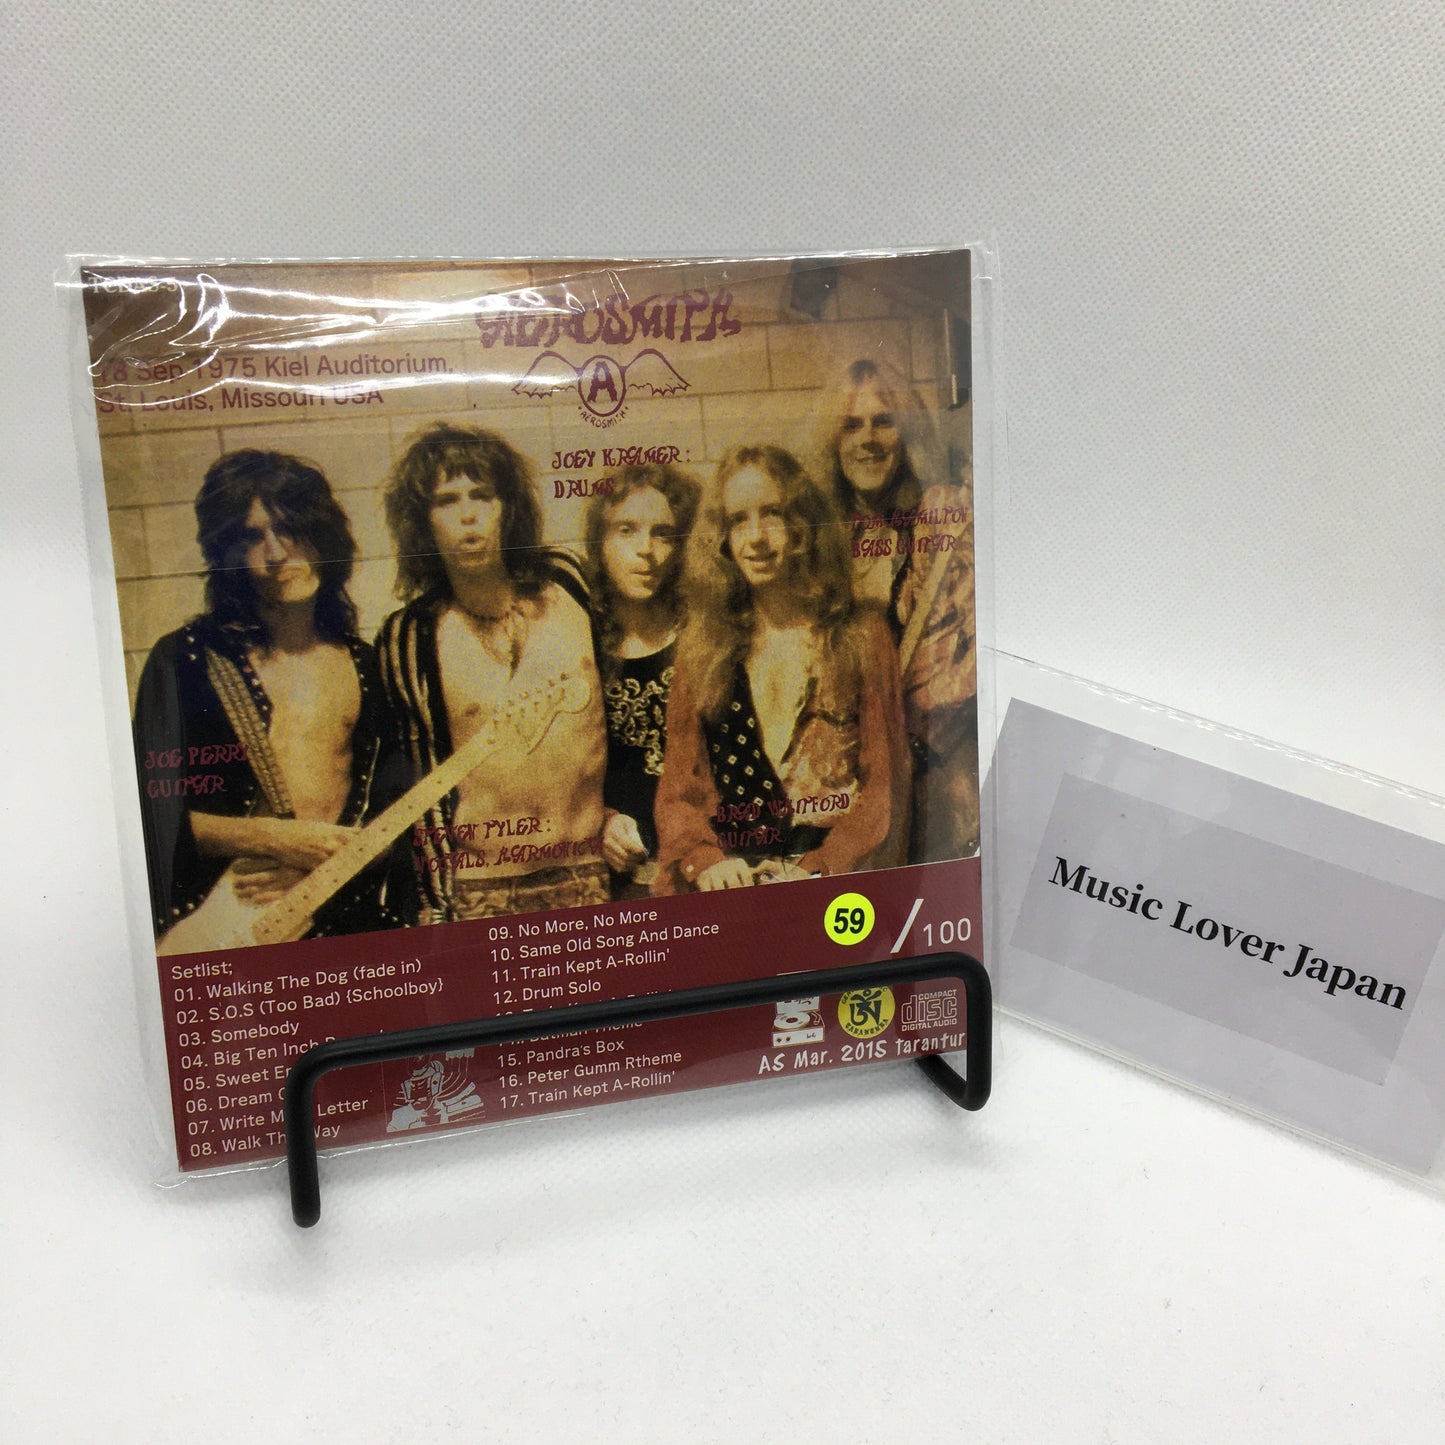 AEROSMITH
A
AEROSMITH
Sep 1975 Kiel Auditorium,
St. Louis, Missouri USA
JOEY KRAMER:
DRUMS
BASS GUITAR
JOE PERRY
GUITAR
STEVEN TYLER:
VOCALS, HARMONICA
BRAD WHITFORD
GUITAR
Setlist;
01. Walking The Dog (fade in)
02. S.O.S (Too Bad) {Schoolboy}
03. Somebody
04. Big Ten Inch
05. Sweet
06. Dream
07. Write Letter
08. Walk Way
09. No More, No More
10. Same Old Song And Dance
11. Train Kept A-Rollin'
12. Drum Solo
15. Pandra's Box
16. Peter Gumm Rtheme
17. Train Kept A-Rollin'
59 /100
COMPACT
disc
DIGITAL AUDIO
AS Mar. 2015 Tarantur
Music Lover Japan